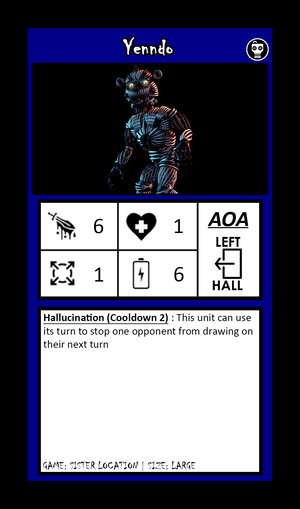 Yenndo
6
1
AOA
LEFT
HALL
1
6
Hallucination (Cooldown 2) : This unit can use
its turn to stop one opponent from drawing on
their next turn
GAME: SISTER LOCATION | SIZE: LARGE